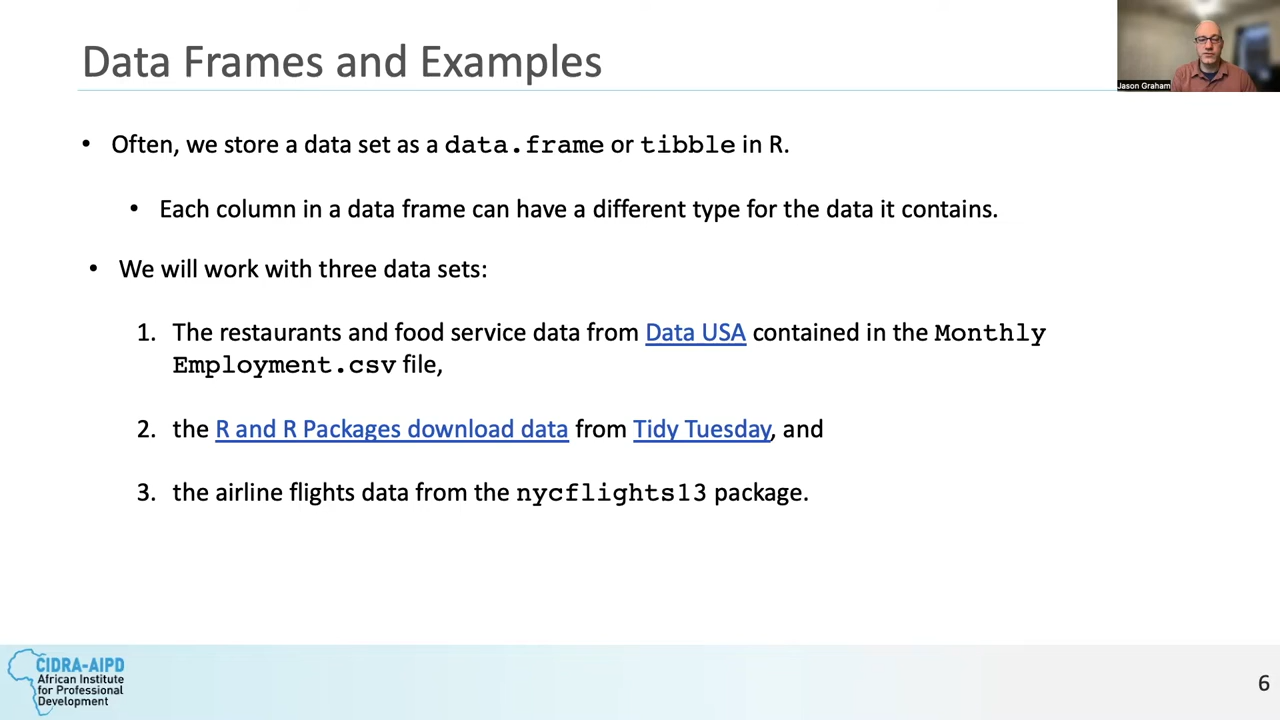 Data Frames and Examples
Jason Graham
• Often, we store a data set as a data.frame or tibble in R.
• Each column in a data frame can have a different type for the data it contains.
• We will work with three data sets:
1. The restaurants and food service data from Data USA contained in the Monthly
Employment.csv file,
2. the R and R Packages download data from Tidy Tuesday, and
3. the airline flights data from the nycflights13 package.
CIDRA-AIPD
African Institute
for Professional
Development
6